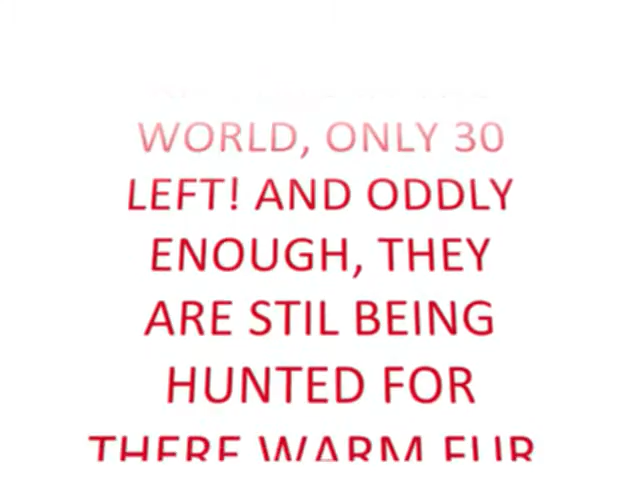 WORLD, ONLY 30
LEFT! AND ODDLY
ENOUGH, THEY
ARE STIL BEING
HUNTED FOR
THERE WARM FUR